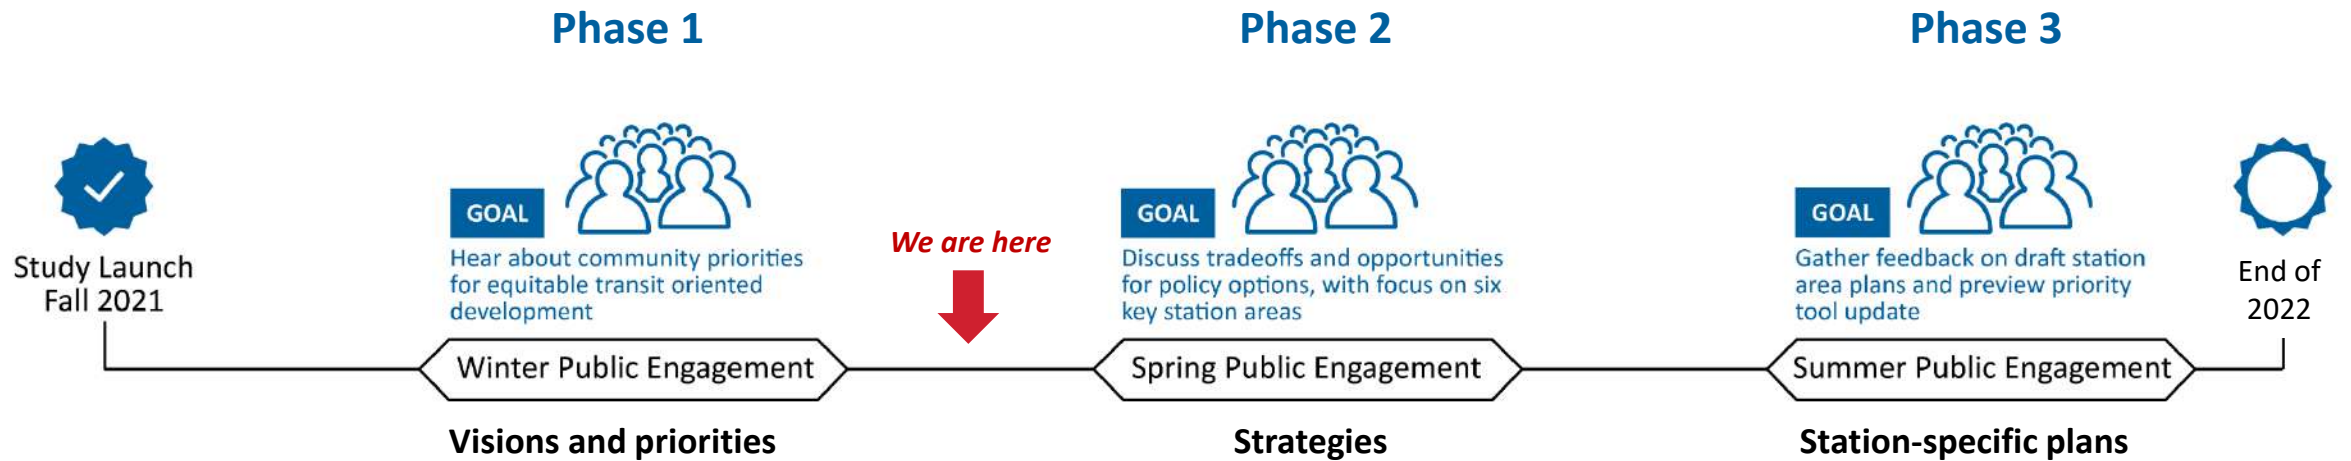 Phase 1
Phase 2
Phase 3
Study Launch
Fall 2021
GOAL
Hear about community priorities
for equitable transit oriented
development
Winter Public Engagement
Visions and priorities
We are here
GOAL
Discuss tradeoffs and opportunities
for policy options, with focus on six
key station areas
Spring Public Engagement
Strategies
GOAL
Gather feedback on draft station
area plans and preview priority
tool update
Summer Public Engagement
Station-specific plans
End of
2022